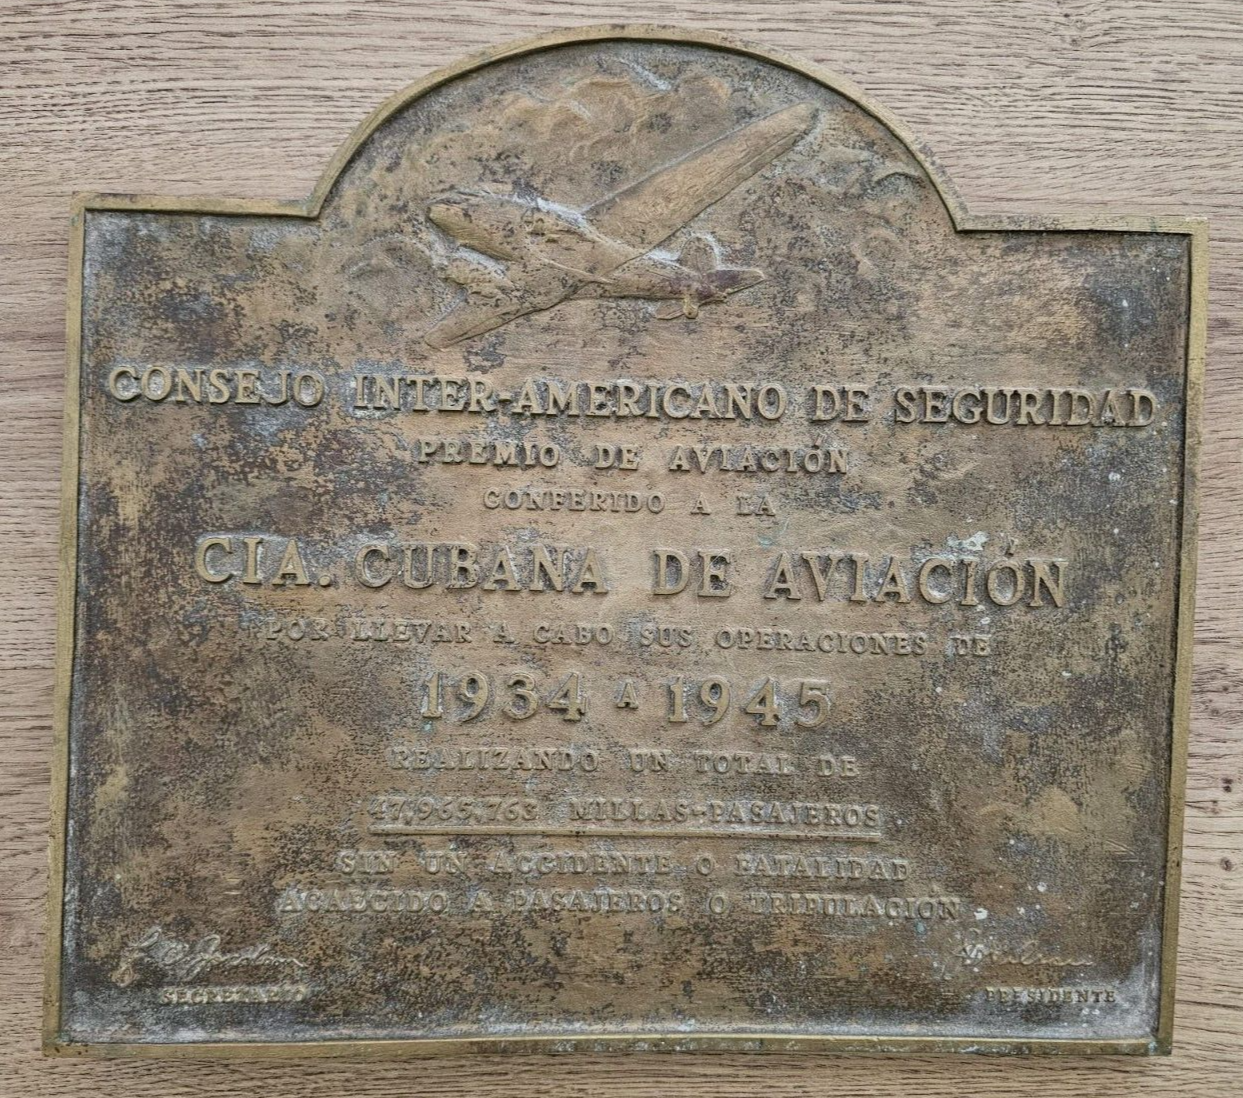 CONSEJO INTER-AMERICANO DE SEGURIDAD
PREMIO DE AVIACIÓN
CONFERIDO A LA
CIA. CUBANA DE AVIACIÓN
POR LLEVAR A CABO SUS OPERACIONES DE
1934 A 1945
REALIZANDO UN TOTAL DE
47,965,763 MILLAS-PASAJEROS
SIN UN ACCIDENTE O FATALIDAD
ACAECIDO A PASAJEROS O TRIPULACIÓN
SECRETARIO PRESIDENTE